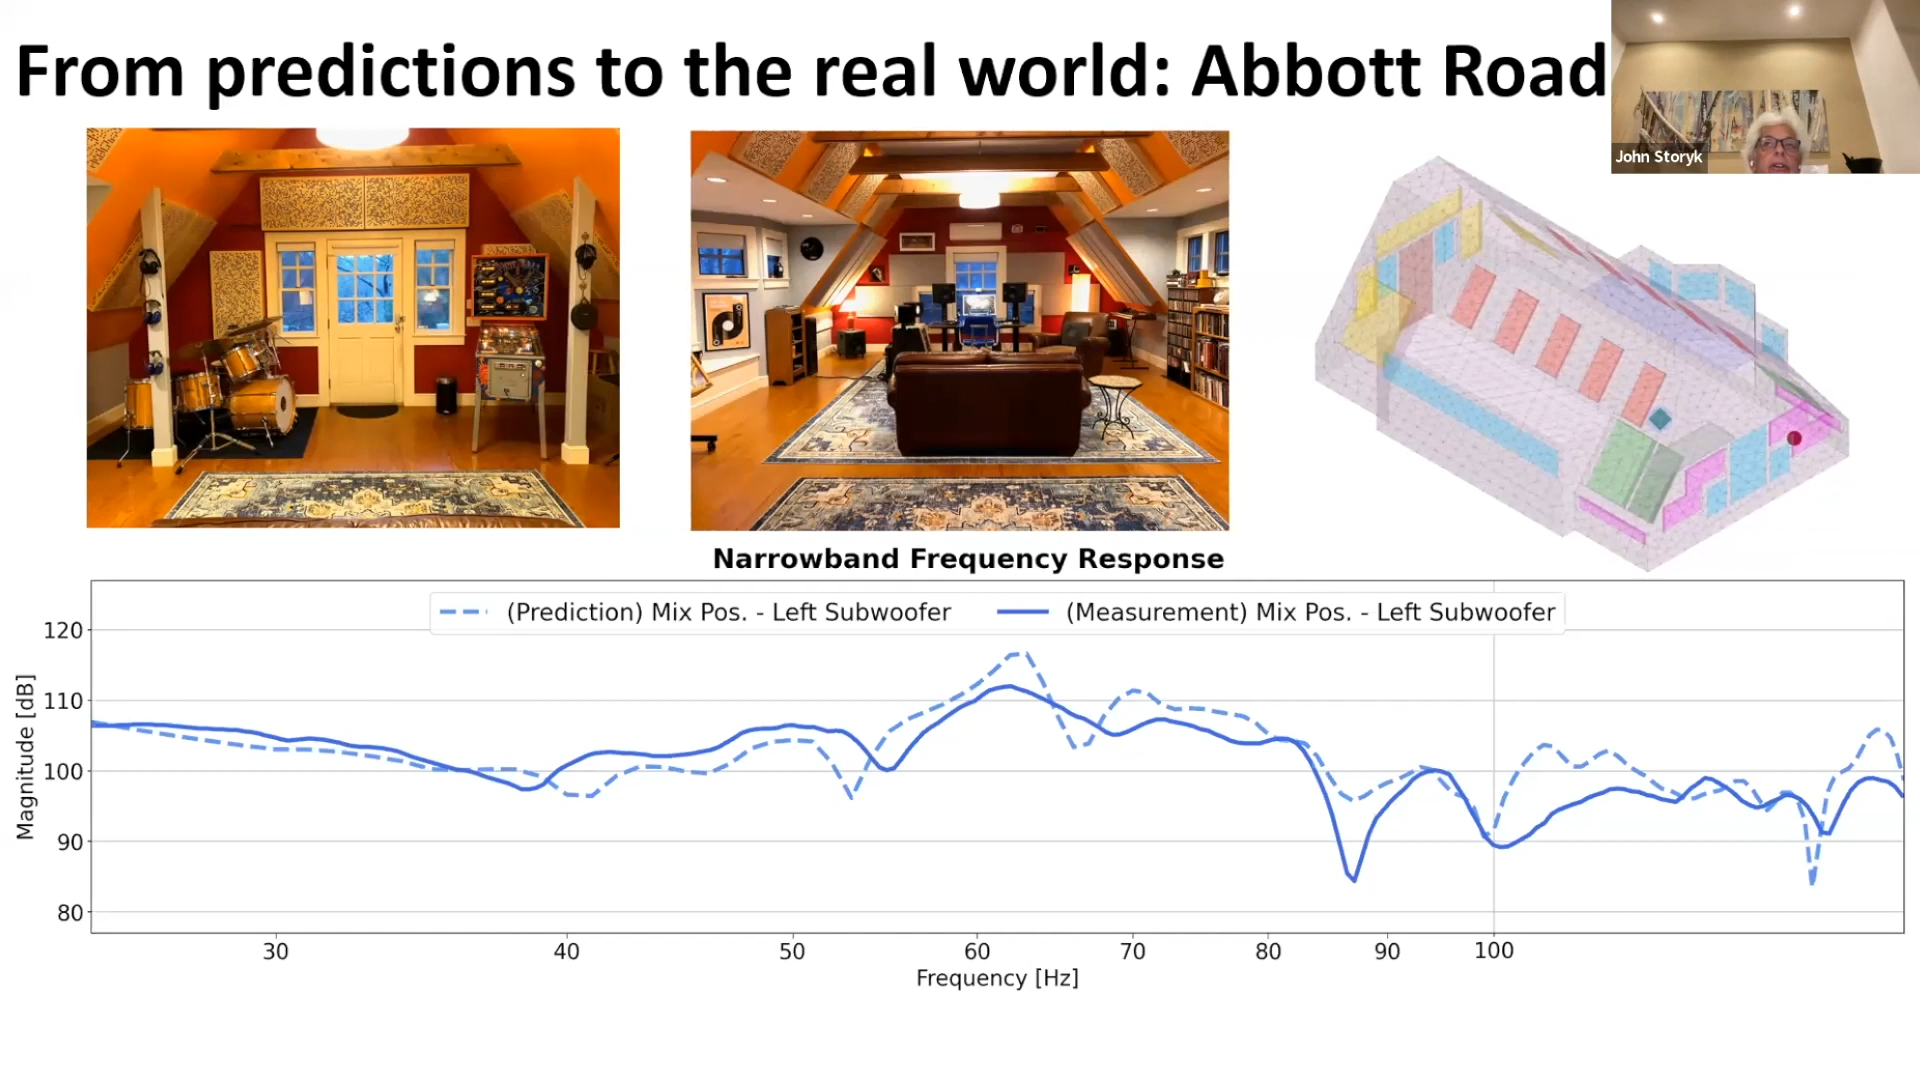 From predictions to the real world: Abbott Road
John Storyk
Narrowband Frequency Response
(Prediction) Mix Pos. - Left Subwoofer
(Measurement) Mix Pos. - Left Subwoofer
Magnitude [dB]
120
110
100
90
80
30 40 50 60 70 80 90 100
Frequency [Hz]